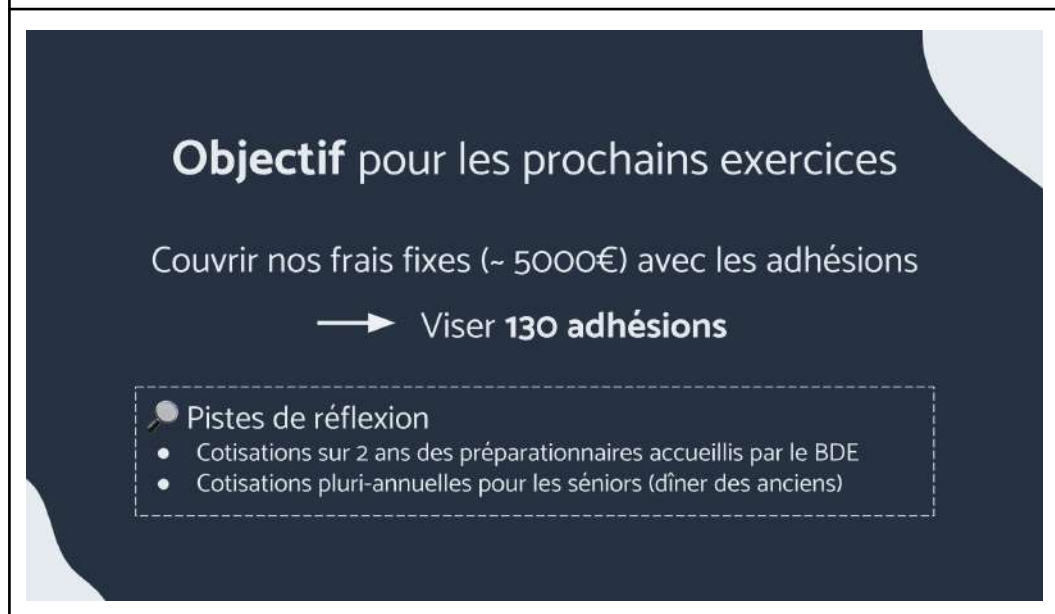 Objectif pour les prochains exercices
Couvrir nos frais fixes (~ 5000€) avec les adhésions
Viser 130 adhésions
🔎 Pistes de réflexion
● Cotisations sur 2 ans des préparationnaires accueillis par le BDE
● Cotisations pluri-annuelles pour les séniors (dîner des anciens)